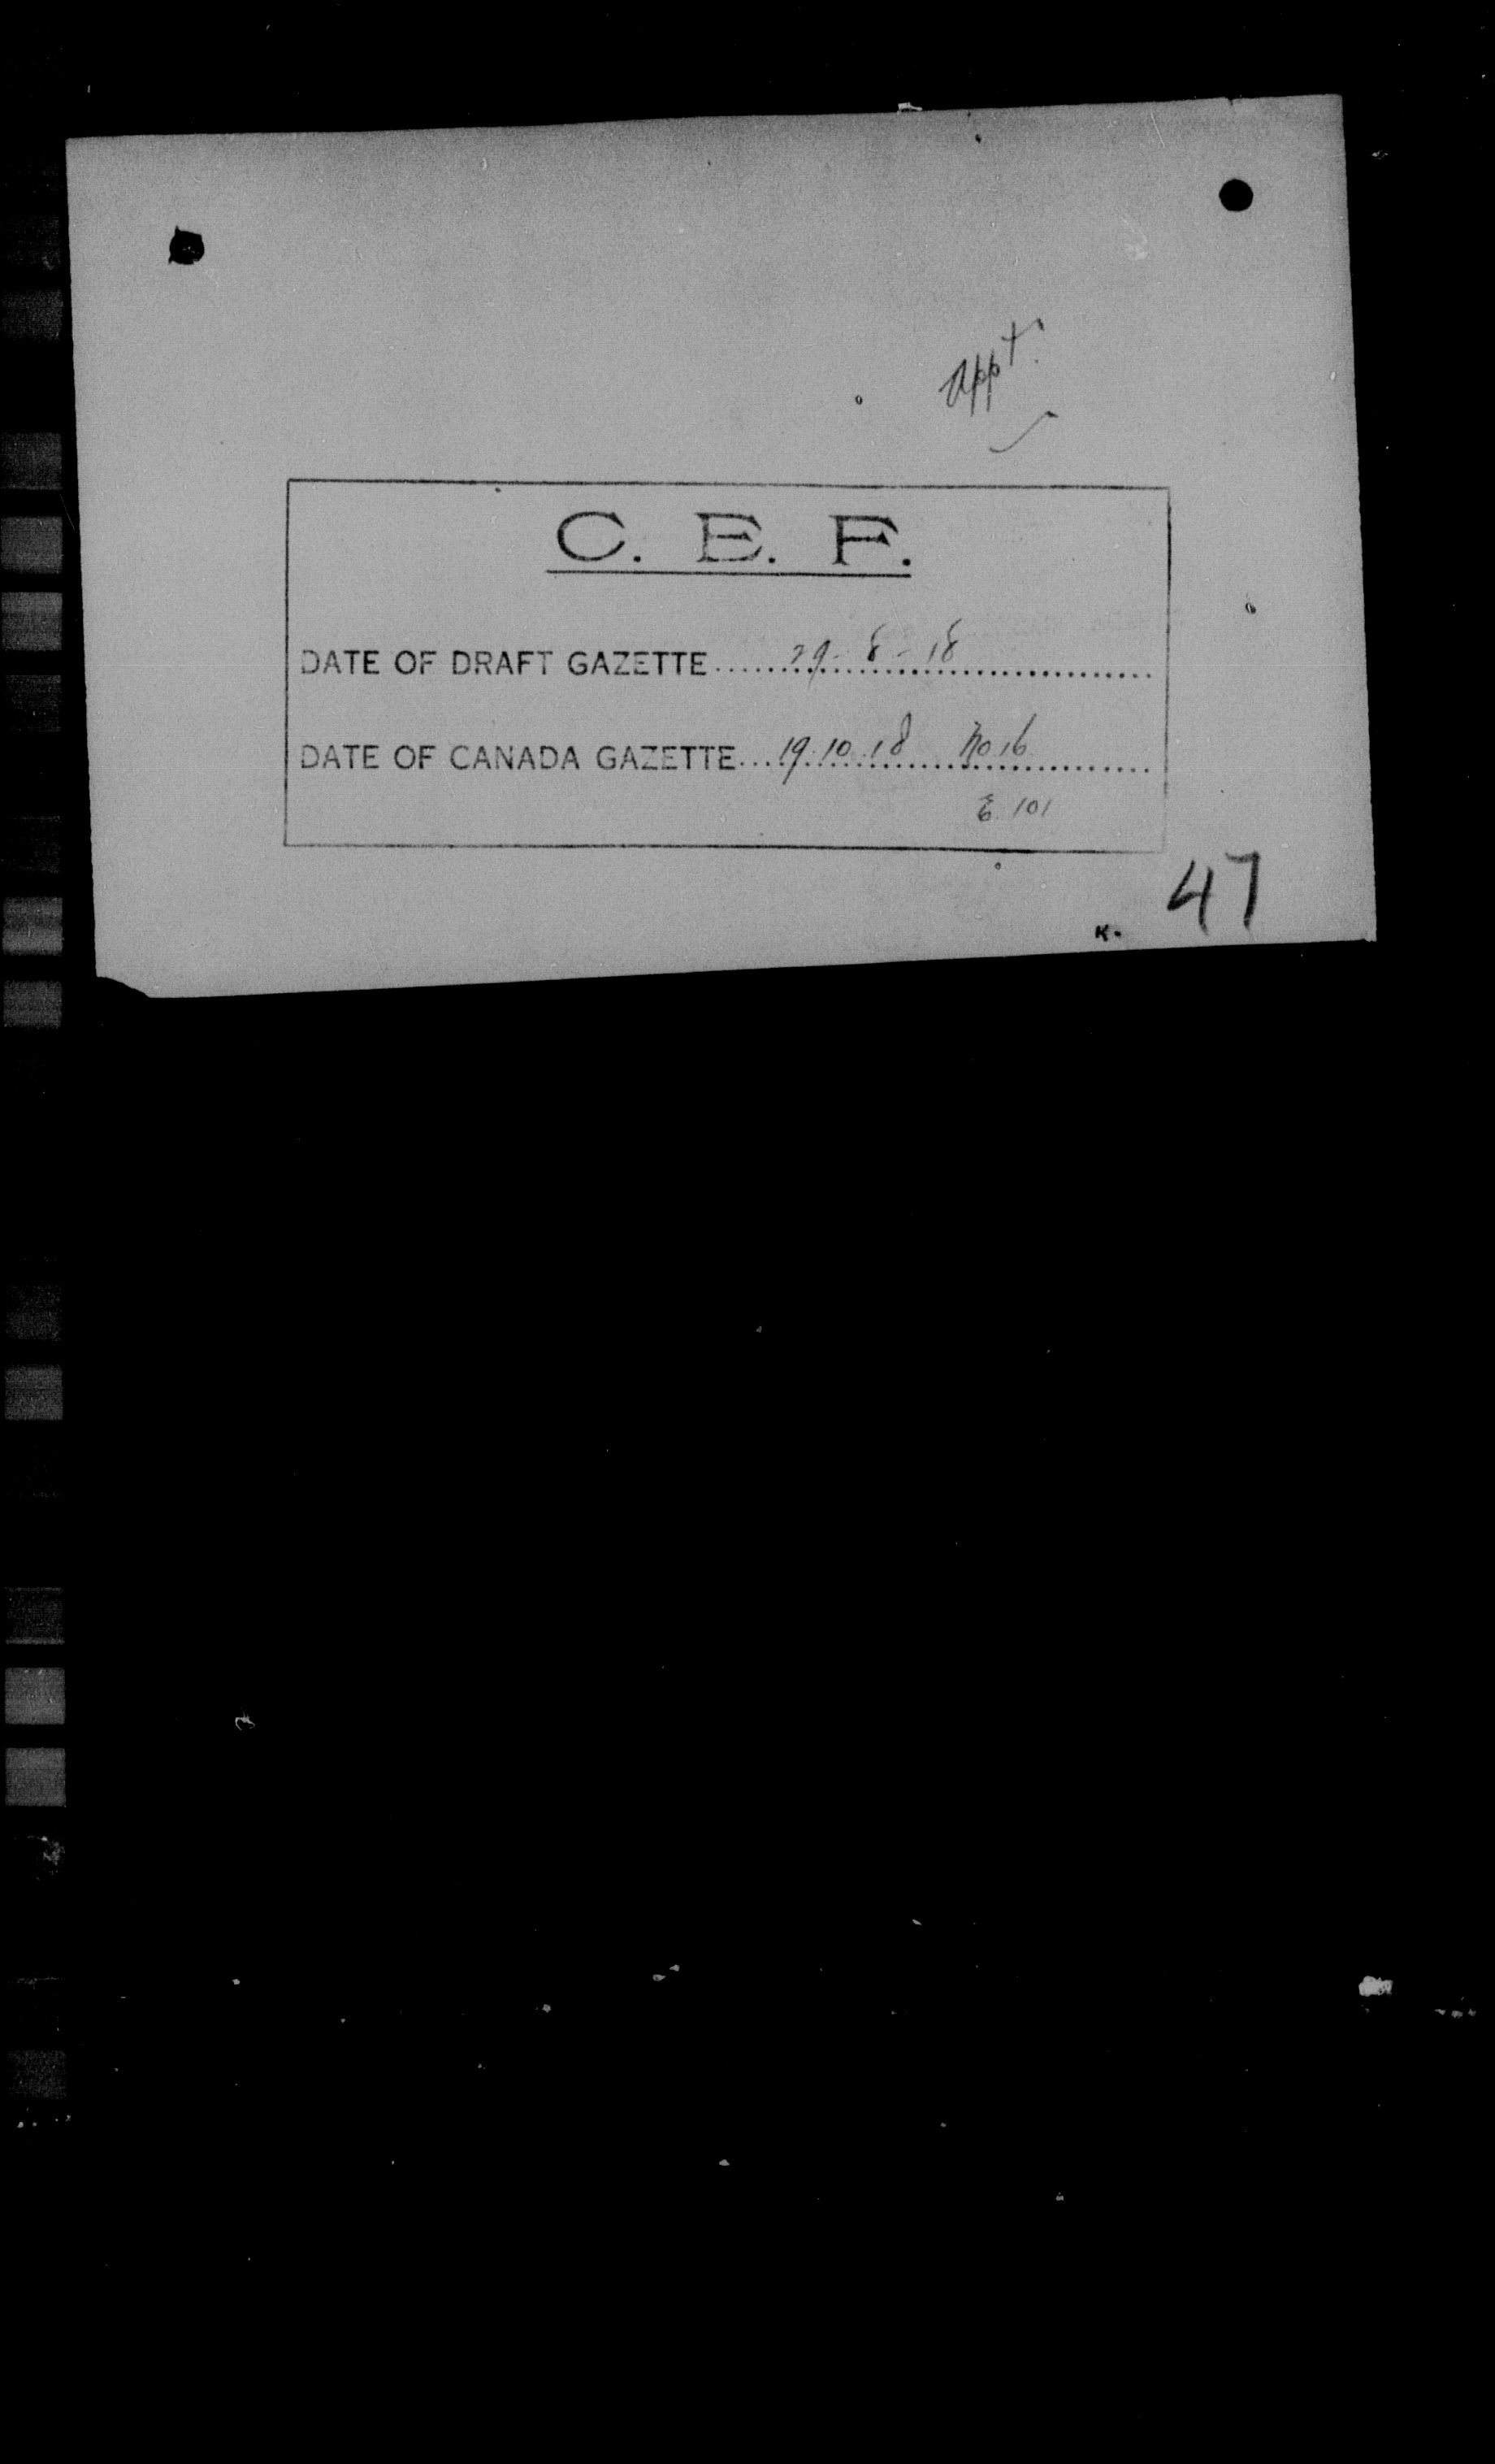 appt.
C. E. F.
DATE OF DRAFT GAZETTE......29-8-18..............
DATE OF CANADA GAZETTE...19.10.18 No 16..........
E. 101
K. 47